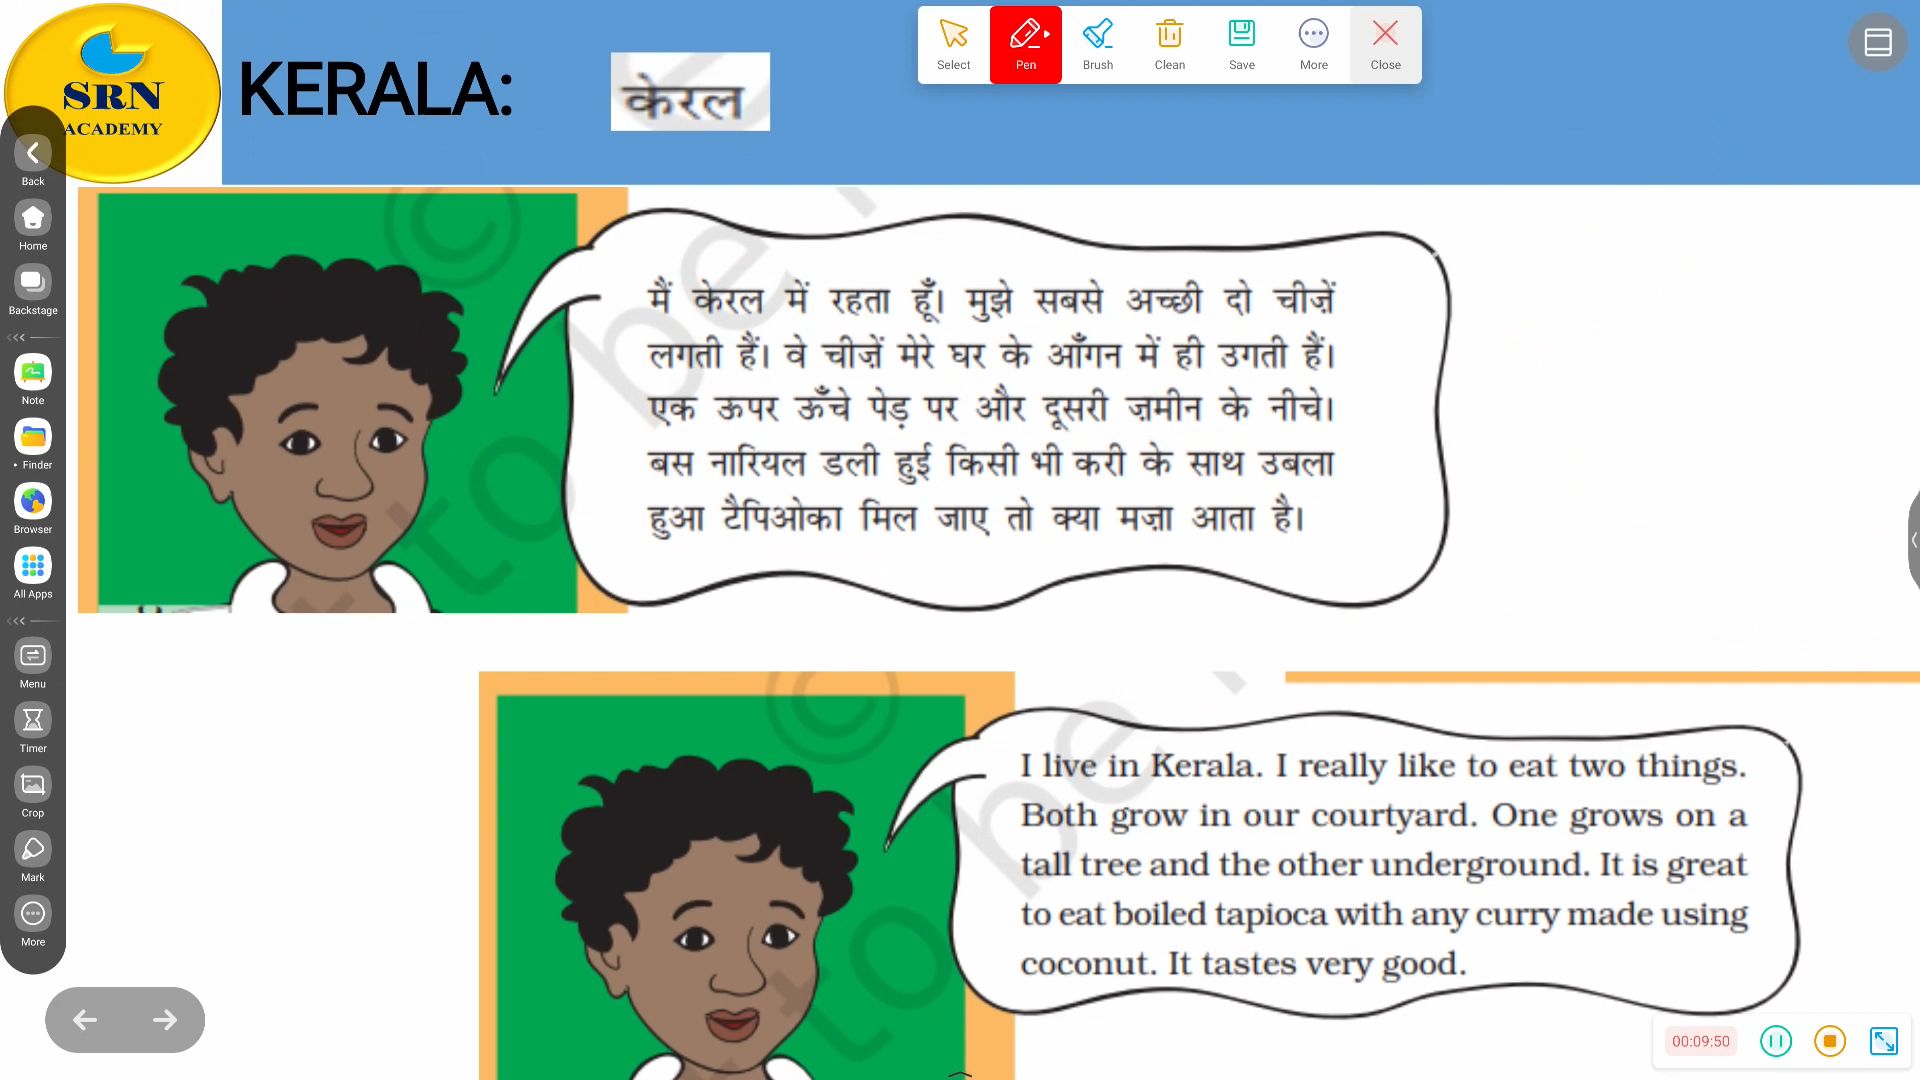 SRN
ACADEMY
KERALA:
केरल
Select
Pen
Brush
Clean
Save
More
Close
Back
Home
Backstage
Note
Finder
Browser
All Apps
Menu
Timer
Crop
Mark
More
मैं केरल में रहता हूँ। मुझे सबसे अच्छी दो चीज़ें
लगती हैं। वे चीज़ें मेरे घर के आँगन में ही उगती हैं।
एक ऊपर ऊँचे पेड़ पर और दूसरी ज़मीन के नीचे।
बस नारियल डली हुई किसी भी करी के साथ उबला
हुआ टैपिओका मिल जाए तो क्या मज़ा आता है।
© to be
I live in Kerala. I really like to eat two things.
Both grow in our courtyard. One grows on a
tall tree and the other underground. It is great
to eat boiled tapioca with any curry made using
coconut. It tastes very good.
© to be
00:09:50